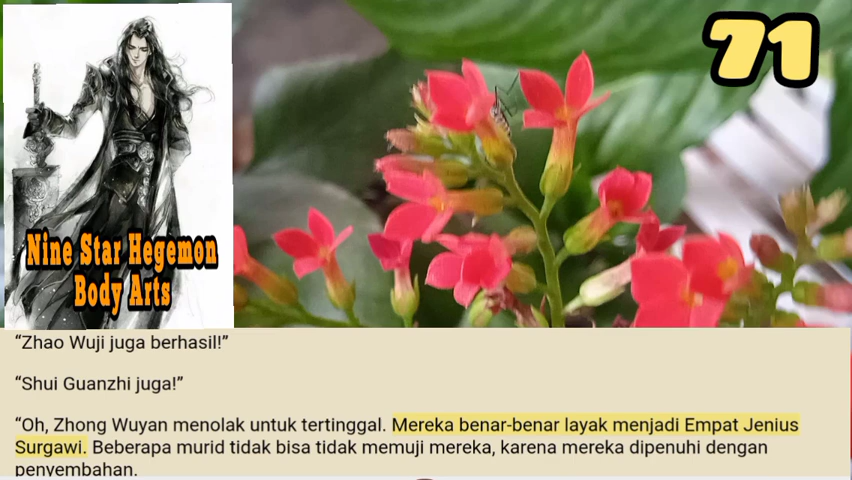 71
Nine Star Hegemon
Body Arts
“Zhao Wuji juga berhasil!”
“Shui Guanzhi juga!”
“Oh, Zhong Wuyan menolak untuk tertinggal. Mereka benar-benar layak menjadi Empat Jenius
Surgawi. Beberapa murid tidak bisa tidak memuji mereka, karena mereka dipenuhi dengan
penyembahan.